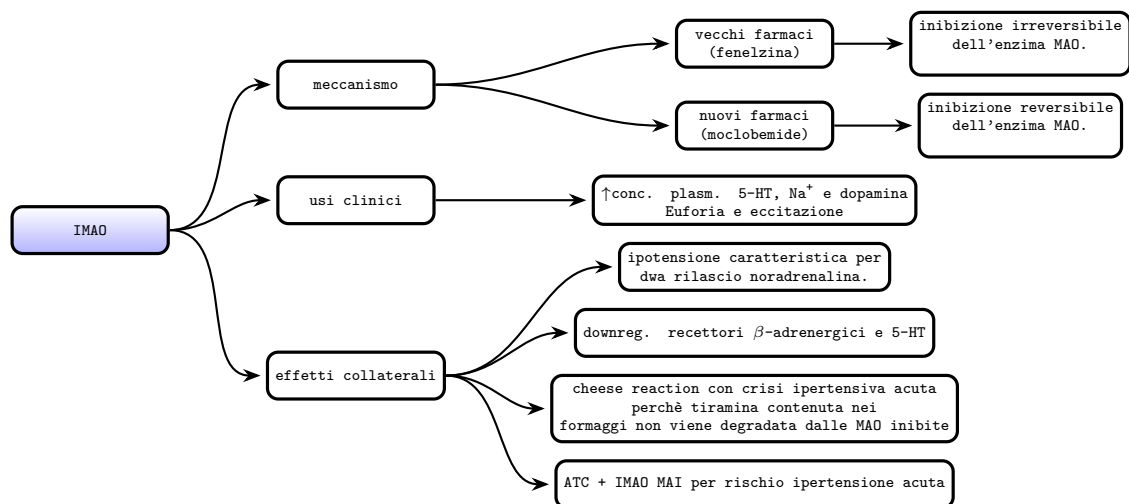 IMAO
meccanismo
vecchi farmaci
(fenelzina)
inibizione irreversibile
dell'enzima MAO.
nuovi farmaci
(moclobemide)
inibizione reversibile
dell'enzima MAO.
usi clinici
↑conc. plasm. 5-HT, Na⁺ e dopamina
Euforia e eccitazione
effetti collaterali
ipotensione caratteristica per
dwa rilascio noradrenalina.
downreg. recettori β-adrenergici e 5-HT
cheese reaction con crisi ipertensiva acuta
perchè tiramina contenuta nei
formaggi non viene degradata dalle MAO inibite
ATC + IMAO MAI per rischio ipertensione acuta